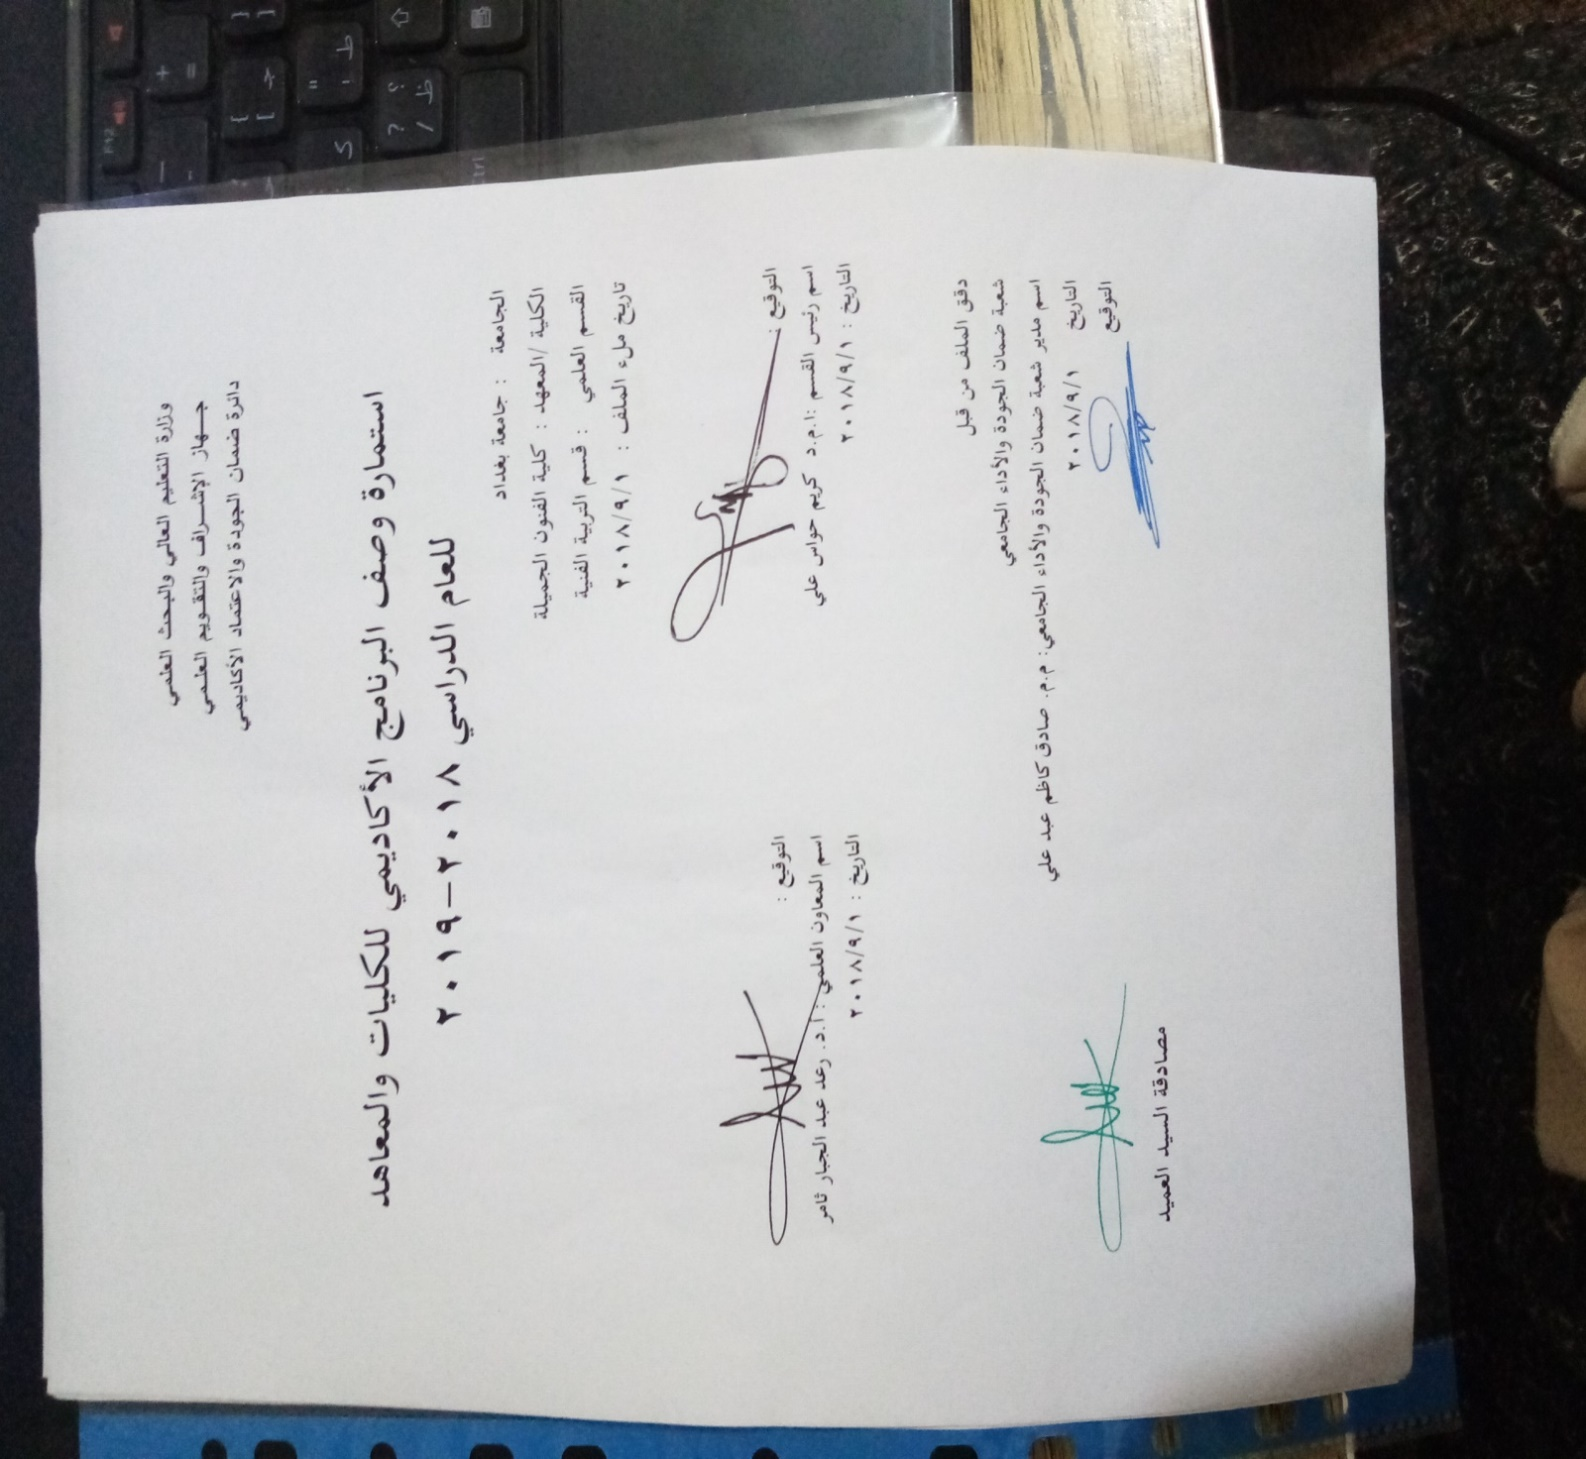 وزارة التعليم العالي والبحث العلمي
جهاز الإشراف والتقويم العلمي
دائرة ضمان الجودة والاعتماد الأكاديمي
استمارة وصف البرنامج الأكاديمي للكليات والمعاهد
للعام الدراسي ٢٠١٨–٢٠١٩
الجامعة : جامعة بغداد
الكلية /المعهد : كلية الفنون الجميلة
القسم العلمي : قسم التربية الفنية
تاريخ ملء الملف : ٢٠١٨/٩/١
التوقيع :
اسم رئيس القسم :ا.م.د كريم حواس علي
التاريخ : ٢٠١٨/٩/١
التوقيع :
اسم المعاون العلمي : أ.د. رعد عبد الجبار ثامر
التاريخ : ٢٠١٨/٩/١
دقق الملف من قبل
شعبة ضمان الجودة والأداء الجامعي
اسم مدير شعبة ضمان الجودة والأداء الجامعي: م.م. صادق كاظم عبد علي
التاريخ ٢٠١٨/٩/١
التوقيع
مصادقة السيد العميد